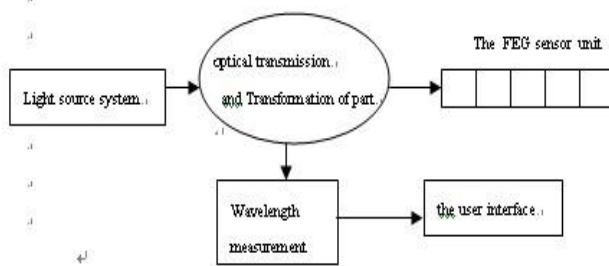 The FEG sensor unit
optical transmission
and Transformation of part
Light source system
Wavelength
measurement
the user interface